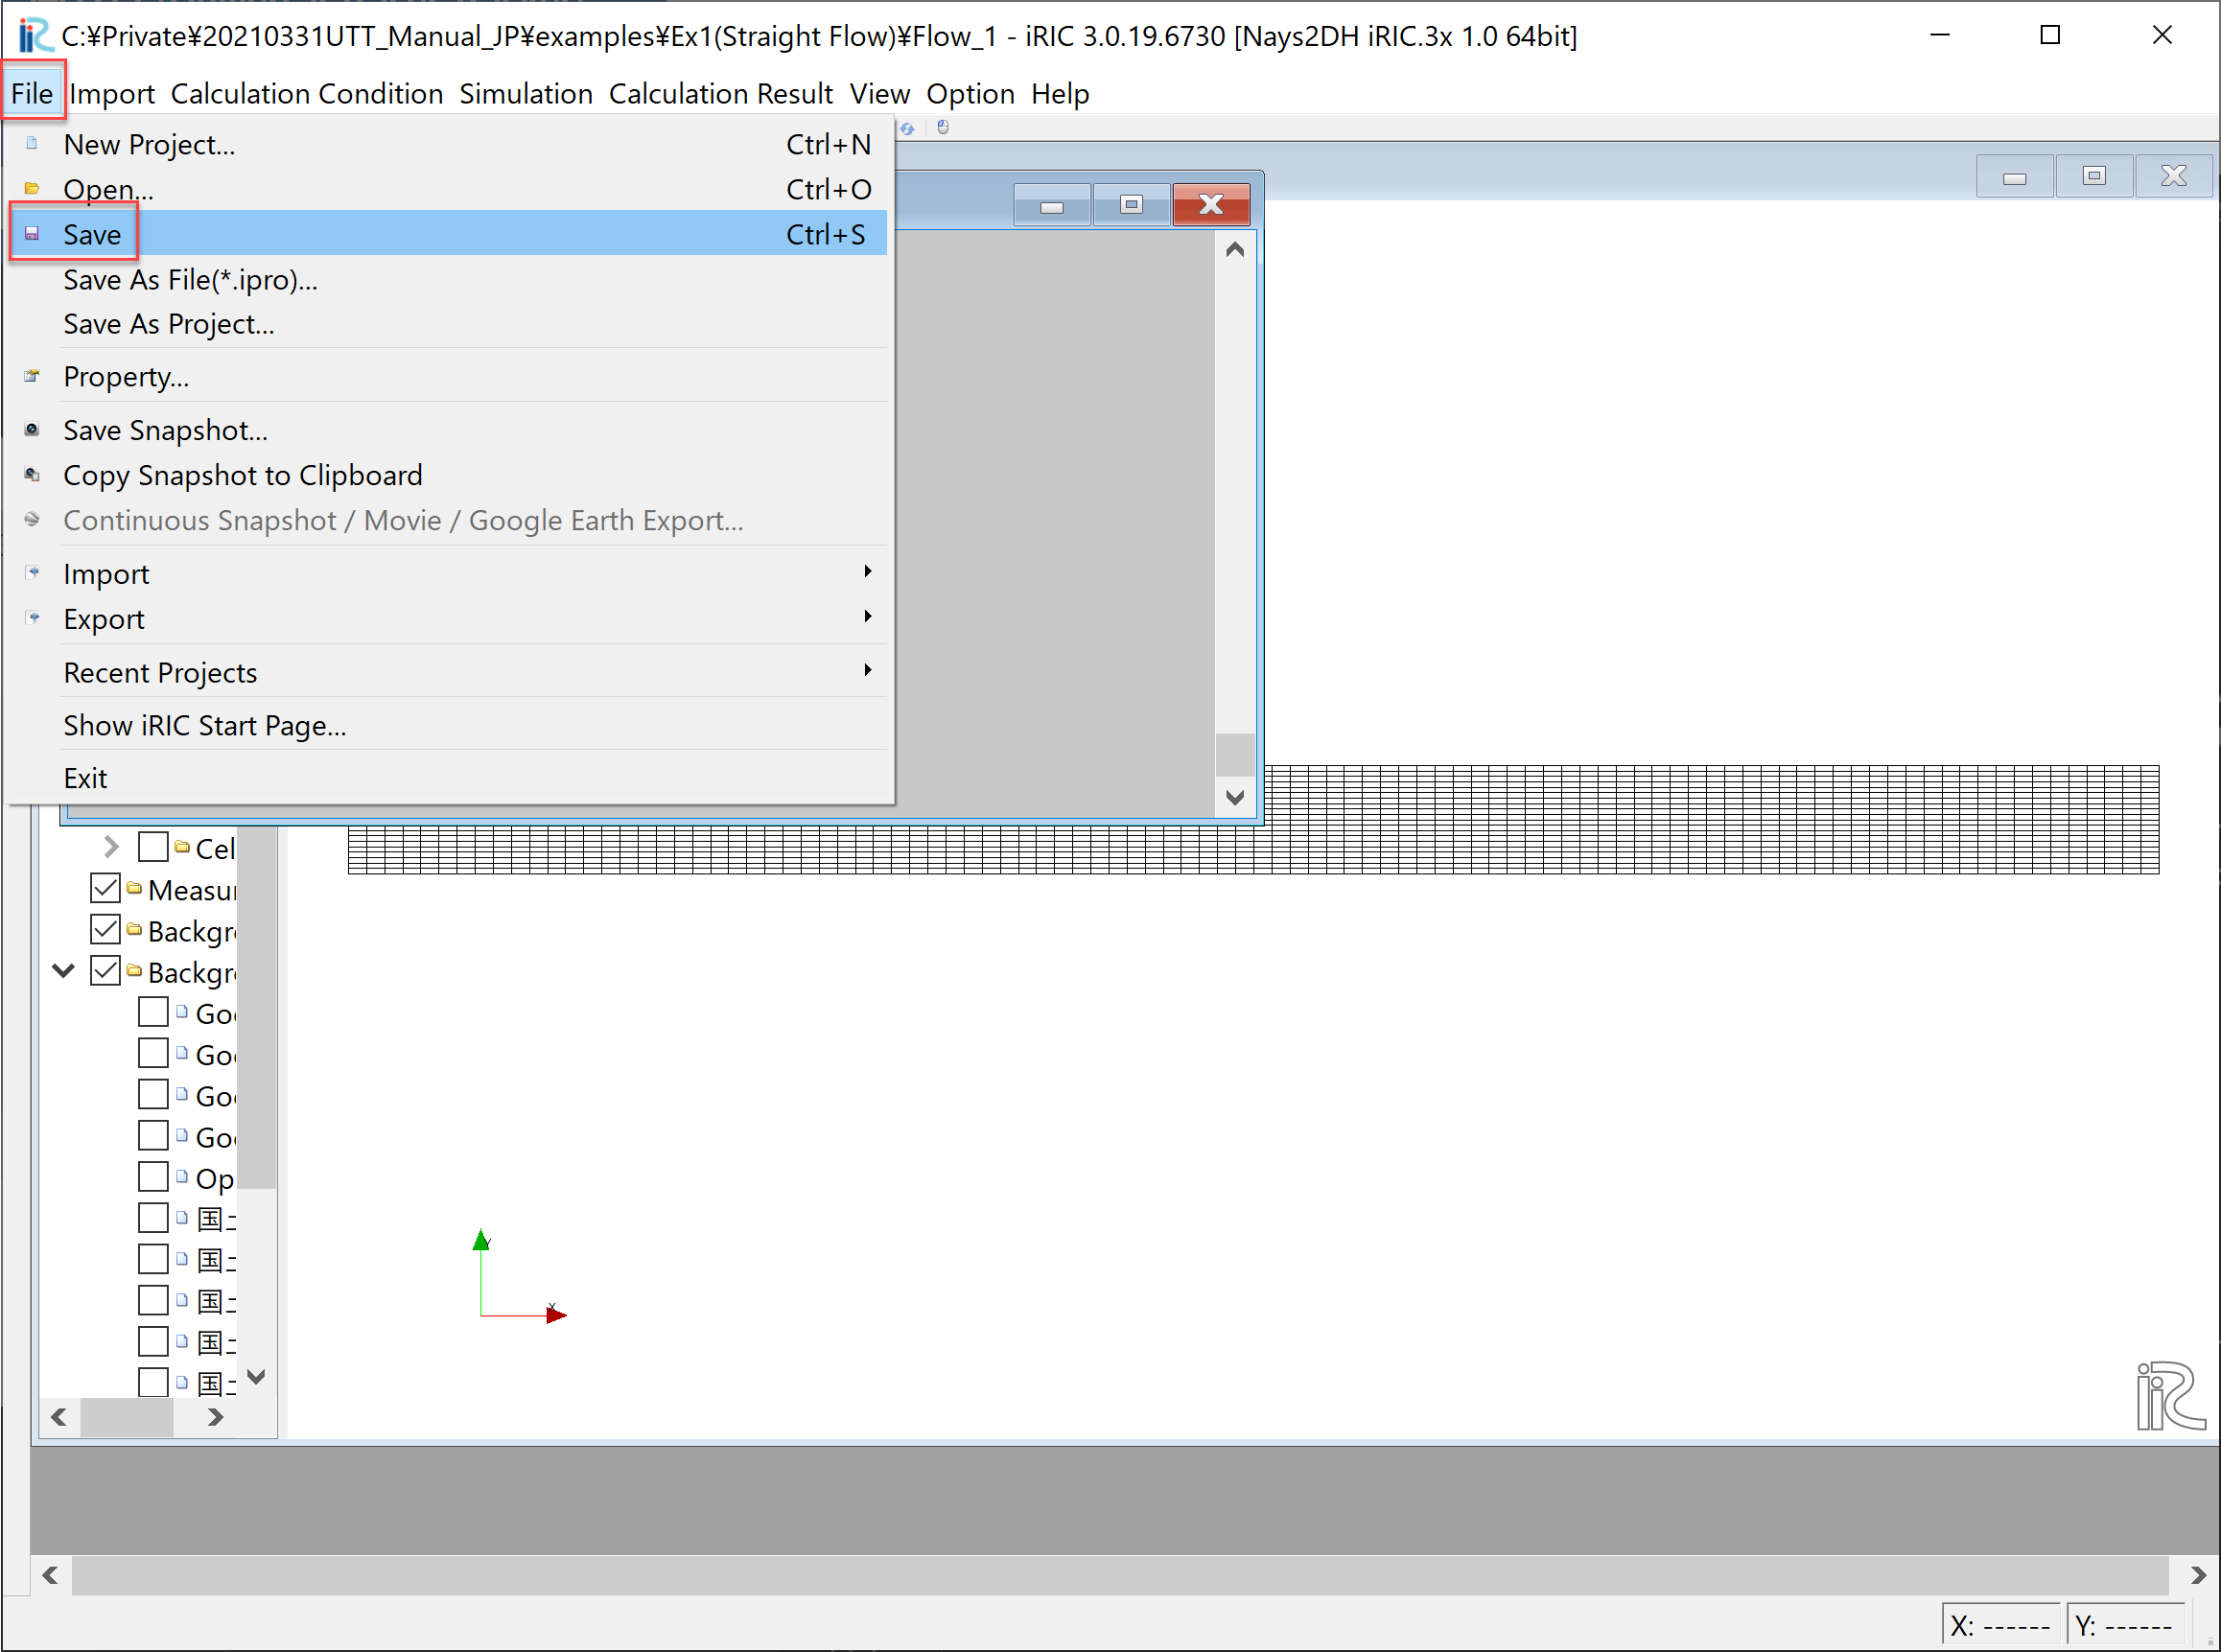 C:¥Private¥20210331UTT_Manual_JP¥examples¥Ex1(Straight Flow)¥Flow_1 - iRIC 3.0.19.6730 [Nays2DH iRIC.3x 1.0 64bit]
File Import Calculation Condition Simulation Calculation Result View Option Help
New Project... Ctrl+N
Open... Ctrl+O
Save Ctrl+S
Save As File(*.ipro)...
Save As Project...
Property...
Save Snapshot...
Copy Snapshot to Clipboard
Continuous Snapshot / Movie / Google Earth Export...
Import
Export
Recent Projects
Show iRIC Start Page...
Exit
Cel
Measu
Backgr
Backgr
Go
Go
Go
Go
Op
国
国
国
国
国
Y
X
iRIC
X: ------ Y: ------